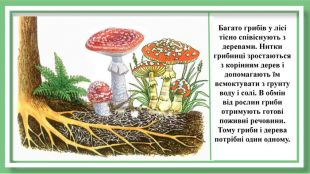 Багато грибів у лісі
тісно співіснують з
деревами. Нитки
грибниці зростаються
з корінням дерев і
допомагають їм
всмоктувати з ґрунту
воду і солі. В обмін
від рослин гриби
отримують готові
поживні речовини.
Тому гриби і дерева
потрібні один одному.